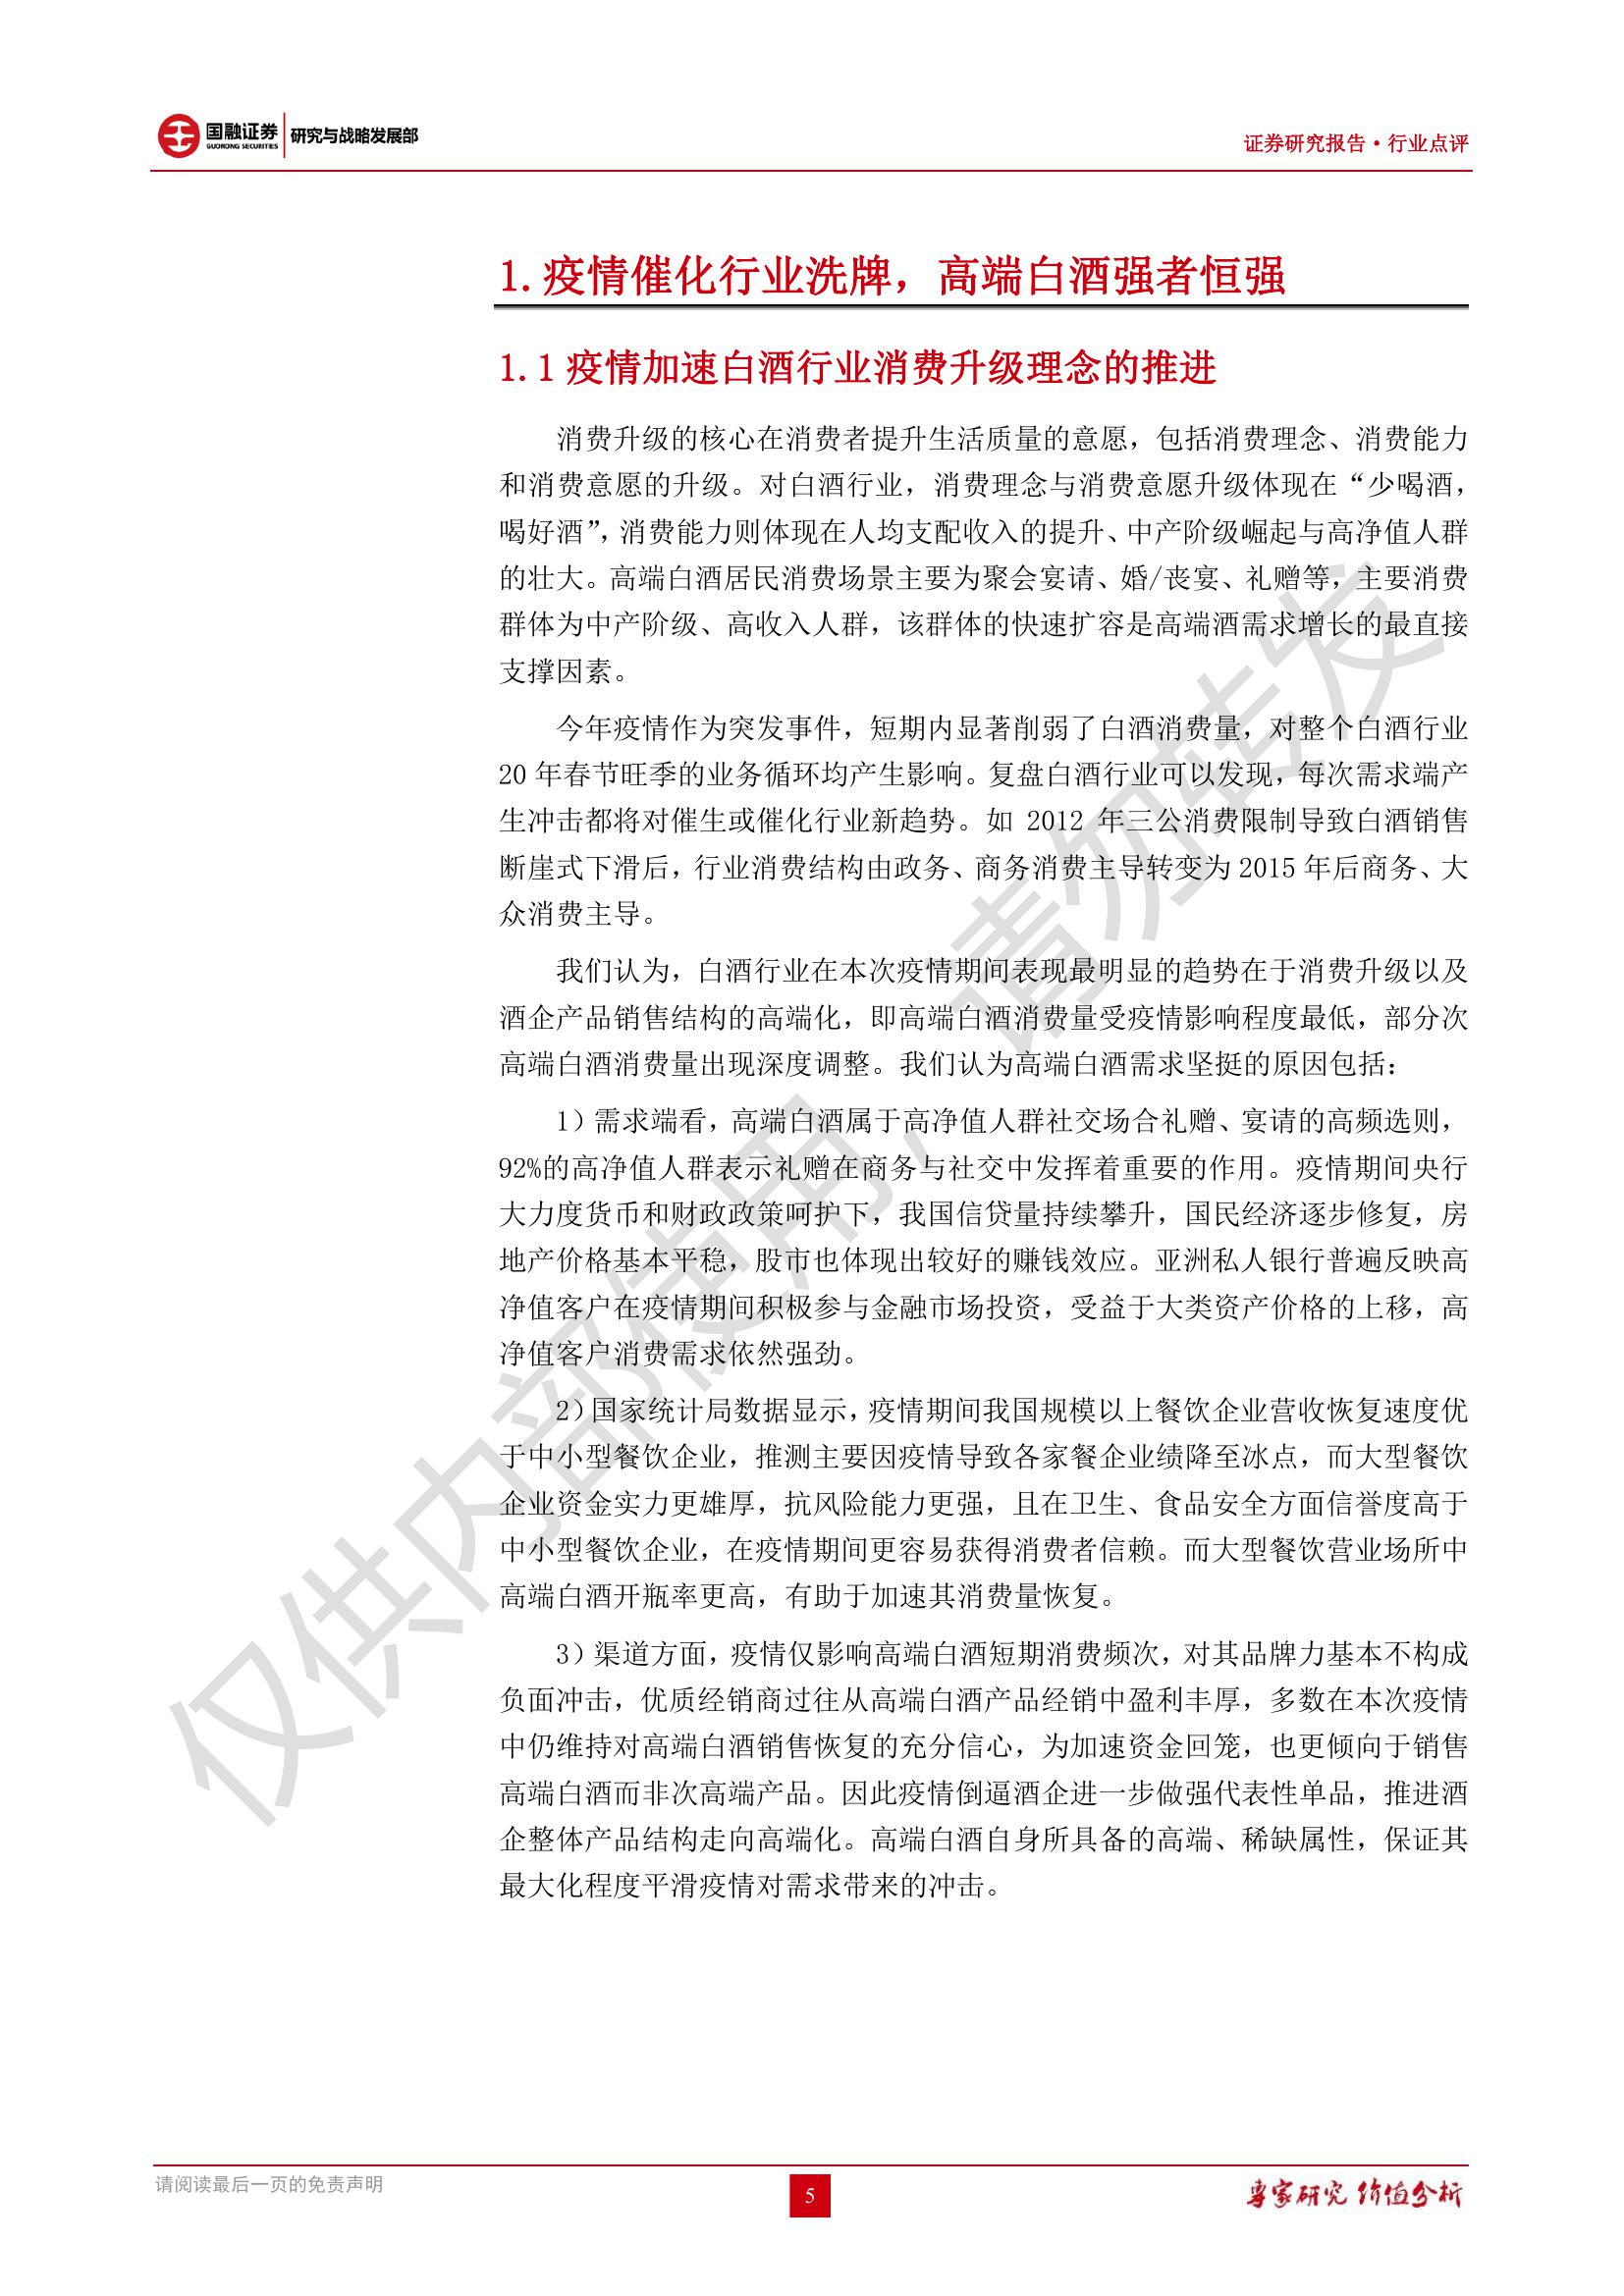 国融证券
GUORONG SECURITIES
研究与战略发展部
证券研究报告·行业点评
1.疫情催化行业洗牌，高端白酒强者恒强
1.1 疫情加速白酒行业消费升级理念的推进
消费升级的核心在消费者提升生活质量的意愿，包括消费理念、消费能力
和消费意愿的升级。对白酒行业，消费理念与消费意愿升级体现在“少喝酒，
喝好酒”，消费能力则体现在人均支配收入的提升、中产阶级崛起与高净值人群
的壮大。高端白酒居民消费场景主要为聚会宴请、婚/丧宴、礼赠等，主要消费
群体为中产阶级、高收入人群，该群体的快速扩容是高端酒需求增长的最直接
支撑因素。
今年疫情作为突发事件，短期内显著削弱了白酒消费量，对整个白酒行业
20 年春节旺季的业务循环均产生影响。复盘白酒行业可以发现，每次需求端产
生冲击都将对催生或催化行业新趋势。如 2012 年三公消费限制导致白酒销售
断崖式下滑后，行业消费结构由政务、商务消费主导转变为 2015 年后商务、大
众消费主导。
我们认为，白酒行业在本次疫情期间表现最明显的趋势在于消费升级以及
酒企产品销售结构的高端化，即高端白酒消费量受疫情影响程度最低，部分次
高端白酒消费量出现深度调整。我们认为高端白酒需求坚挺的原因包括：
1）需求端看，高端白酒属于高净值人群社交场合礼赠、宴请的高频选则，
92%的高净值人群表示礼赠在商务与社交中发挥着重要的作用。疫情期间央行
大力度货币和财政政策呵护下，我国信贷量持续攀升，国民经济逐步修复，房
地产价格基本平稳，股市也体现出较好的赚钱效应。亚洲私人银行普遍反映高
净值客户在疫情期间积极参与金融市场投资，受益于大类资产价格的上移，高
净值客户消费需求依然强劲。
2）国家统计局数据显示，疫情期间我国规模以上餐饮企业营收恢复速度优
于中小型餐饮企业，推测主要因疫情导致各家餐企业绩降至冰点，而大型餐饮
企业资金实力更雄厚，抗风险能力更强，且在卫生、食品安全方面信誉度高于
中小型餐饮企业，在疫情期间更容易获得消费者信赖。而大型餐饮营业场所中
高端白酒开瓶率更高，有助于加速其消费量恢复。
3）渠道方面，疫情仅影响高端白酒短期消费频次，对其品牌力基本不构成
负面冲击，优质经销商过往从高端白酒产品经销中盈利丰厚，多数在本次疫情
中仍维持对高端白酒销售恢复的充分信心，为加速资金回笼，也更倾向于销售
高端白酒而非次高端产品。因此疫情倒逼酒企进一步做强代表性单品，推进酒
企整体产品结构走向高端化。高端白酒自身所具备的高端、稀缺属性，保证其
最大化程度平滑疫情对需求带来的冲击。
仅供内部使用，请勿转发
请阅读最后一页的免责声明
5
专家研究 价值分析